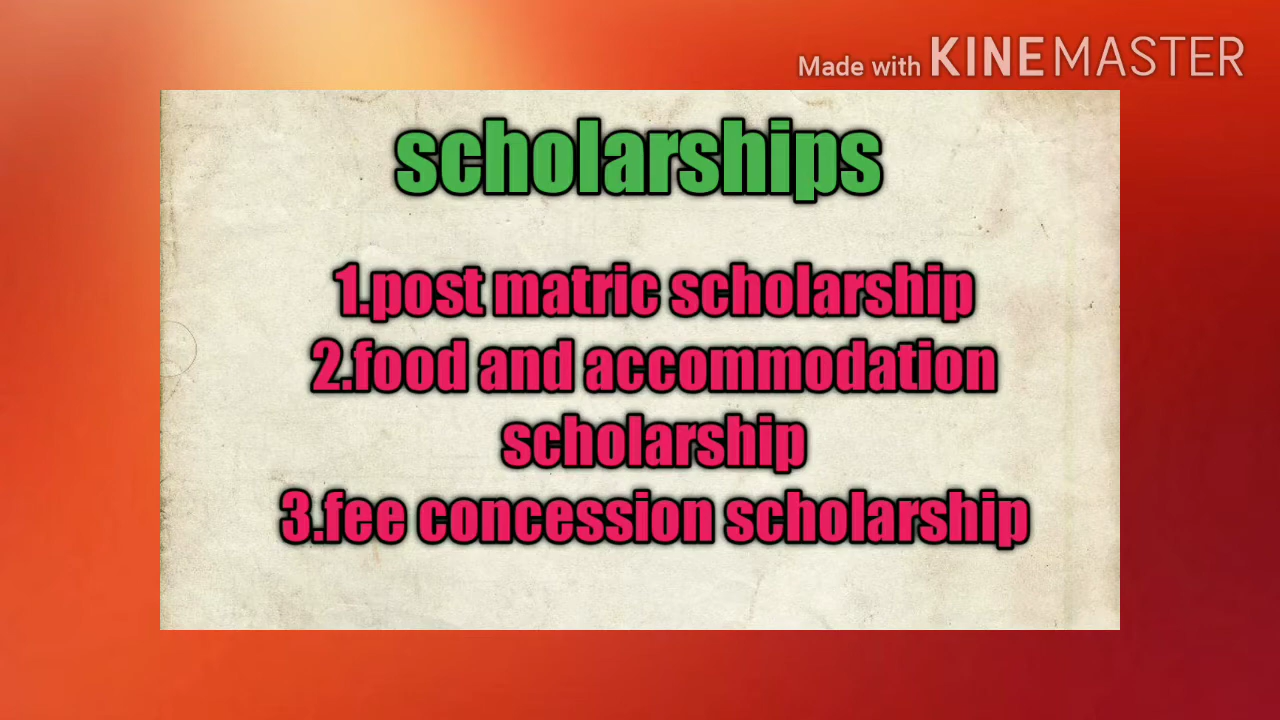 Made with KINEMASTER
scholarships
1.post matric scholarship
2.food and accommodation
scholarship
3.fee concession scholarship